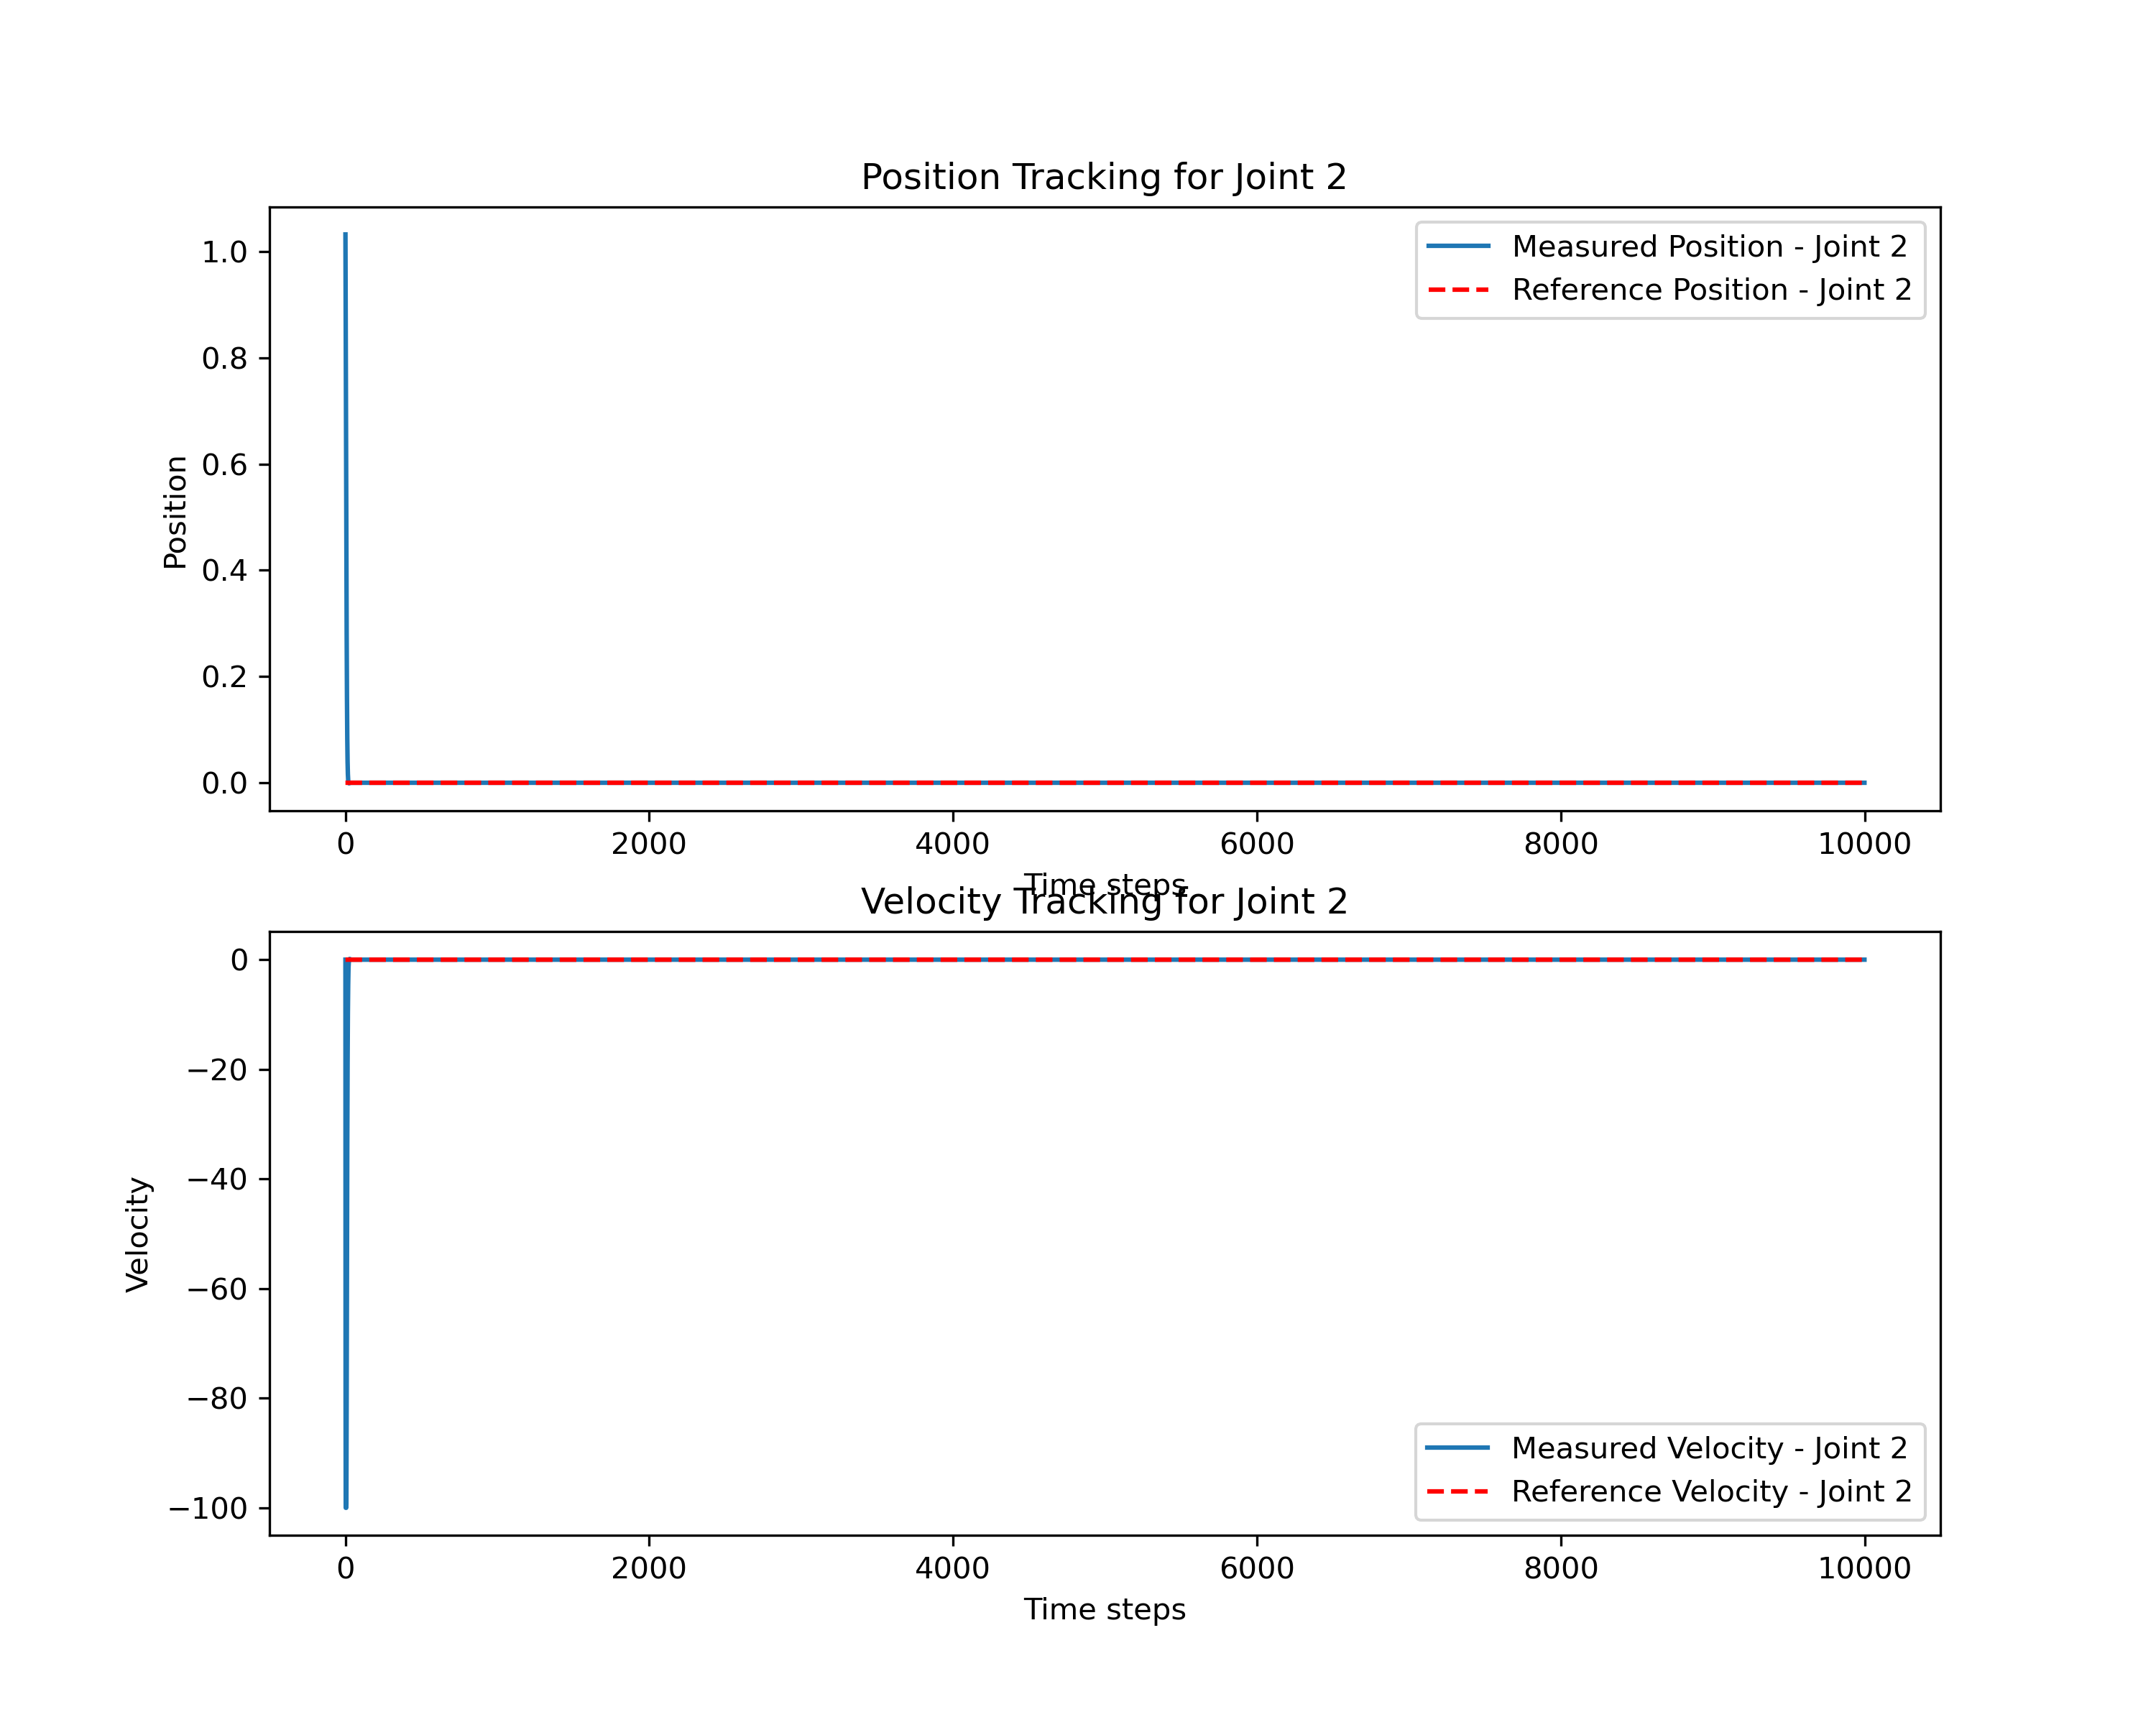 Position Tracking for Joint 2
Measured Position - Joint 2
Reference Position - Joint 2
1.0
0.8
0.6
0.4
0.2
0.0
Position
0 2000 4000 6000 8000 10000
Time steps
Velocity Tracking for Joint 2
0
−20
−40
−60
−80
−100
Velocity
Measured Velocity - Joint 2
Reference Velocity - Joint 2
0 2000 4000 6000 8000 10000
Time steps